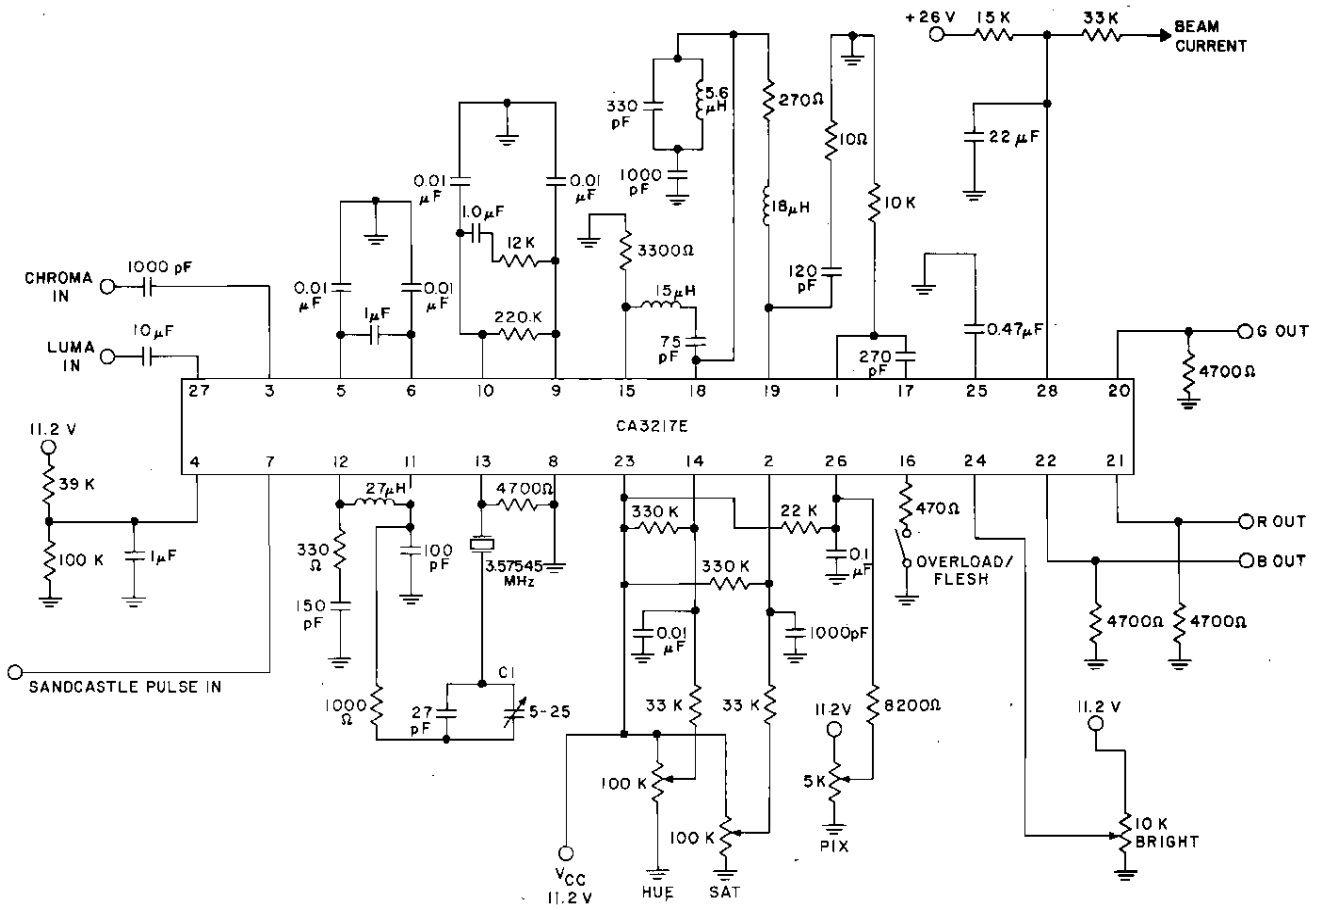 +26 V
15 K
33 K
BEAM
CURRENT
330
pF
5.6
μH
270Ω
10Ω
22 μF
1000
pF
0.01
μF
0.01
μF
1.0 μF
12 K
18μH
10 K
3300Ω
CHROMA
IN
1000 pF
0.01
μF
0.01
μF
1μF
220 K
15μH
75
pF
120
pF
0.47μF
LUMA
IN
10 μF
270
pF
G OUT
4700Ω
27 3 5 6 10 9 15 18 19 1 17 25 28 20
CA3217E
4 7 12 11 13 8 23 14 2 26 16 24 22 21
11.2 V
39 K
27μH
4700Ω
330 K
22 K
470Ω
R OUT
100 K
1μF
330
Ω
100
pF
3.57545
MHz
0.1
μF
OVERLOAD/
FLESH
B OUT
330 K
150
pF
0.01
μF
1000pF
4700Ω
4700Ω
SANDCASTLE PULSE IN
C1
1000
Ω
27
pF
5-25
33 K
33 K
11.2V
8200Ω
11.2 V
100 K
5K
100 K
10 K
BRIGHT
PIX
VCC
11.2 V
HUE
SAT